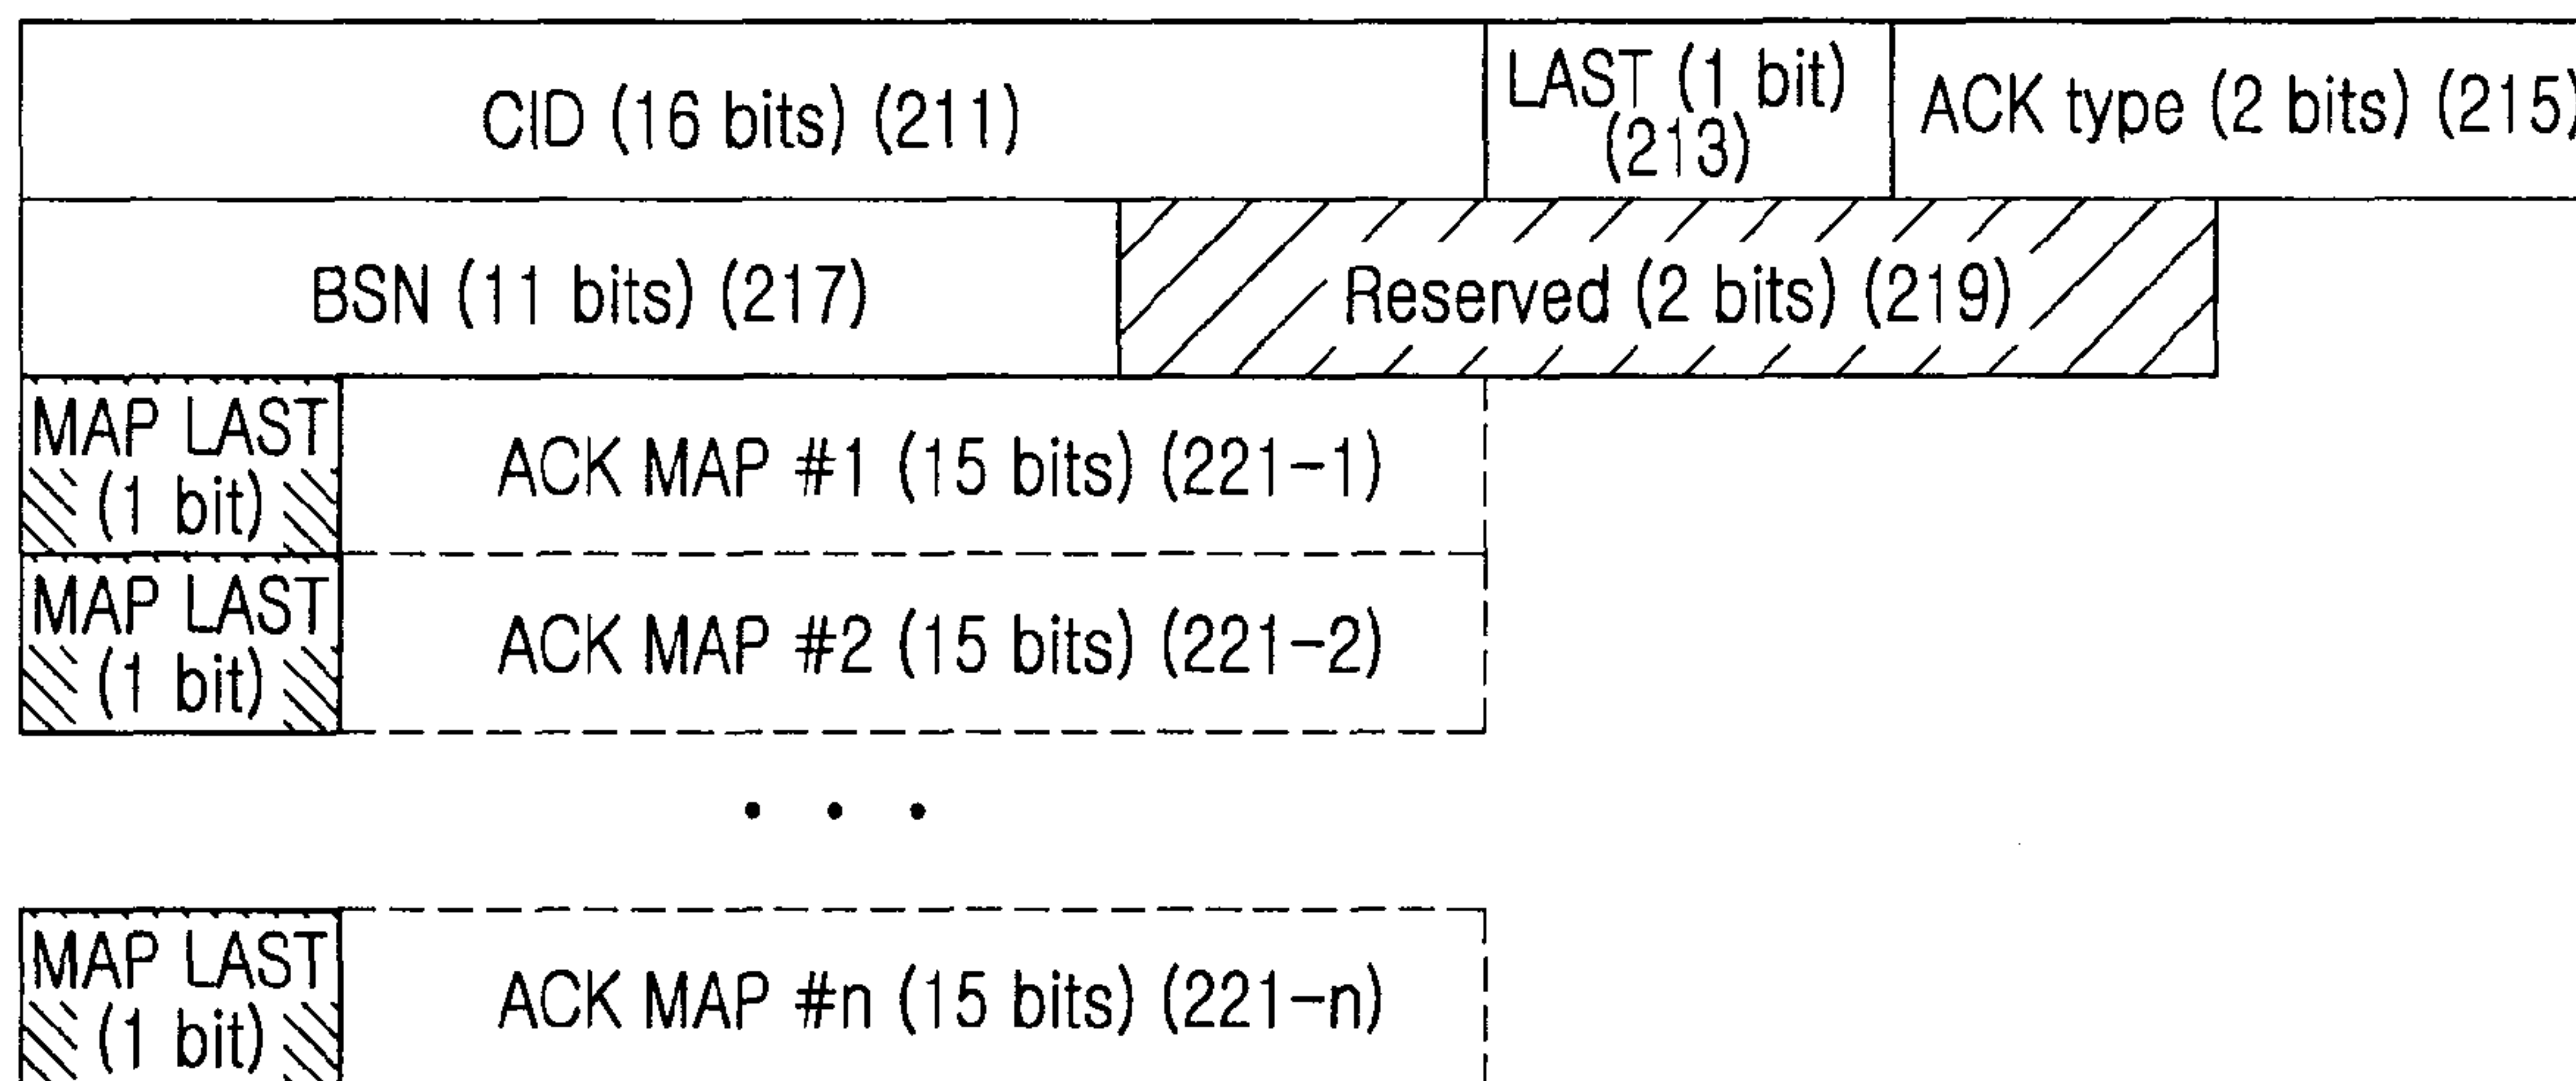 CID (16 bits) (211)
LAST (1 bit)
(213)
ACK type (2 bits) (215)
BSN (11 bits) (217)
Reserved (2 bits) (219)
MAP LAST
(1 bit)
ACK MAP #1 (15 bits) (221-1)
MAP LAST
(1 bit)
ACK MAP #2 (15 bits) (221-2)
• • •
MAP LAST
(1 bit)
ACK MAP #n (15 bits) (221-n)